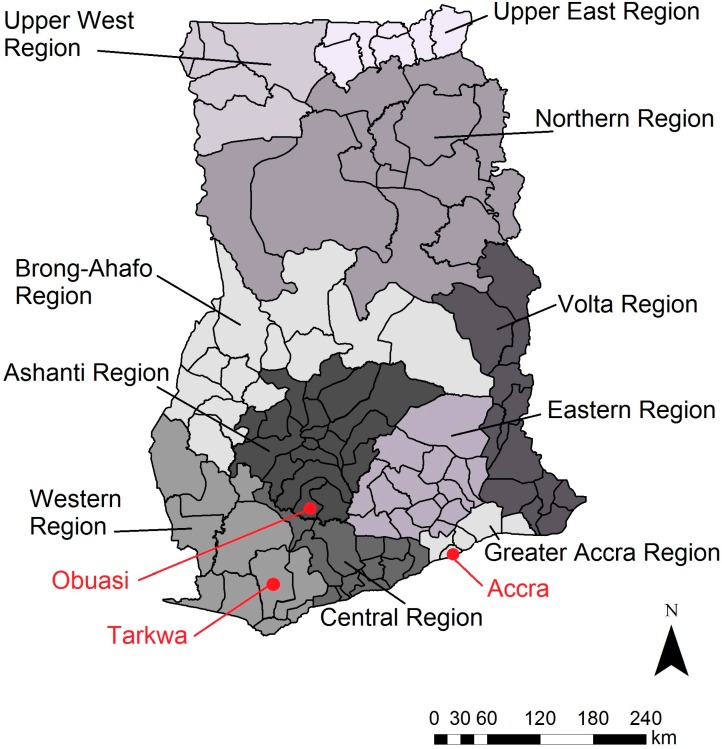 Upper West
Region
Upper East Region
Northern Region
Brong-Ahafo
Region
Volta Region
Ashanti Region
Eastern Region
Western
Region
Greater Accra Region
Obuasi
Accra
Central Region
Tarkwa
N
0 30 60 120 180 240
km